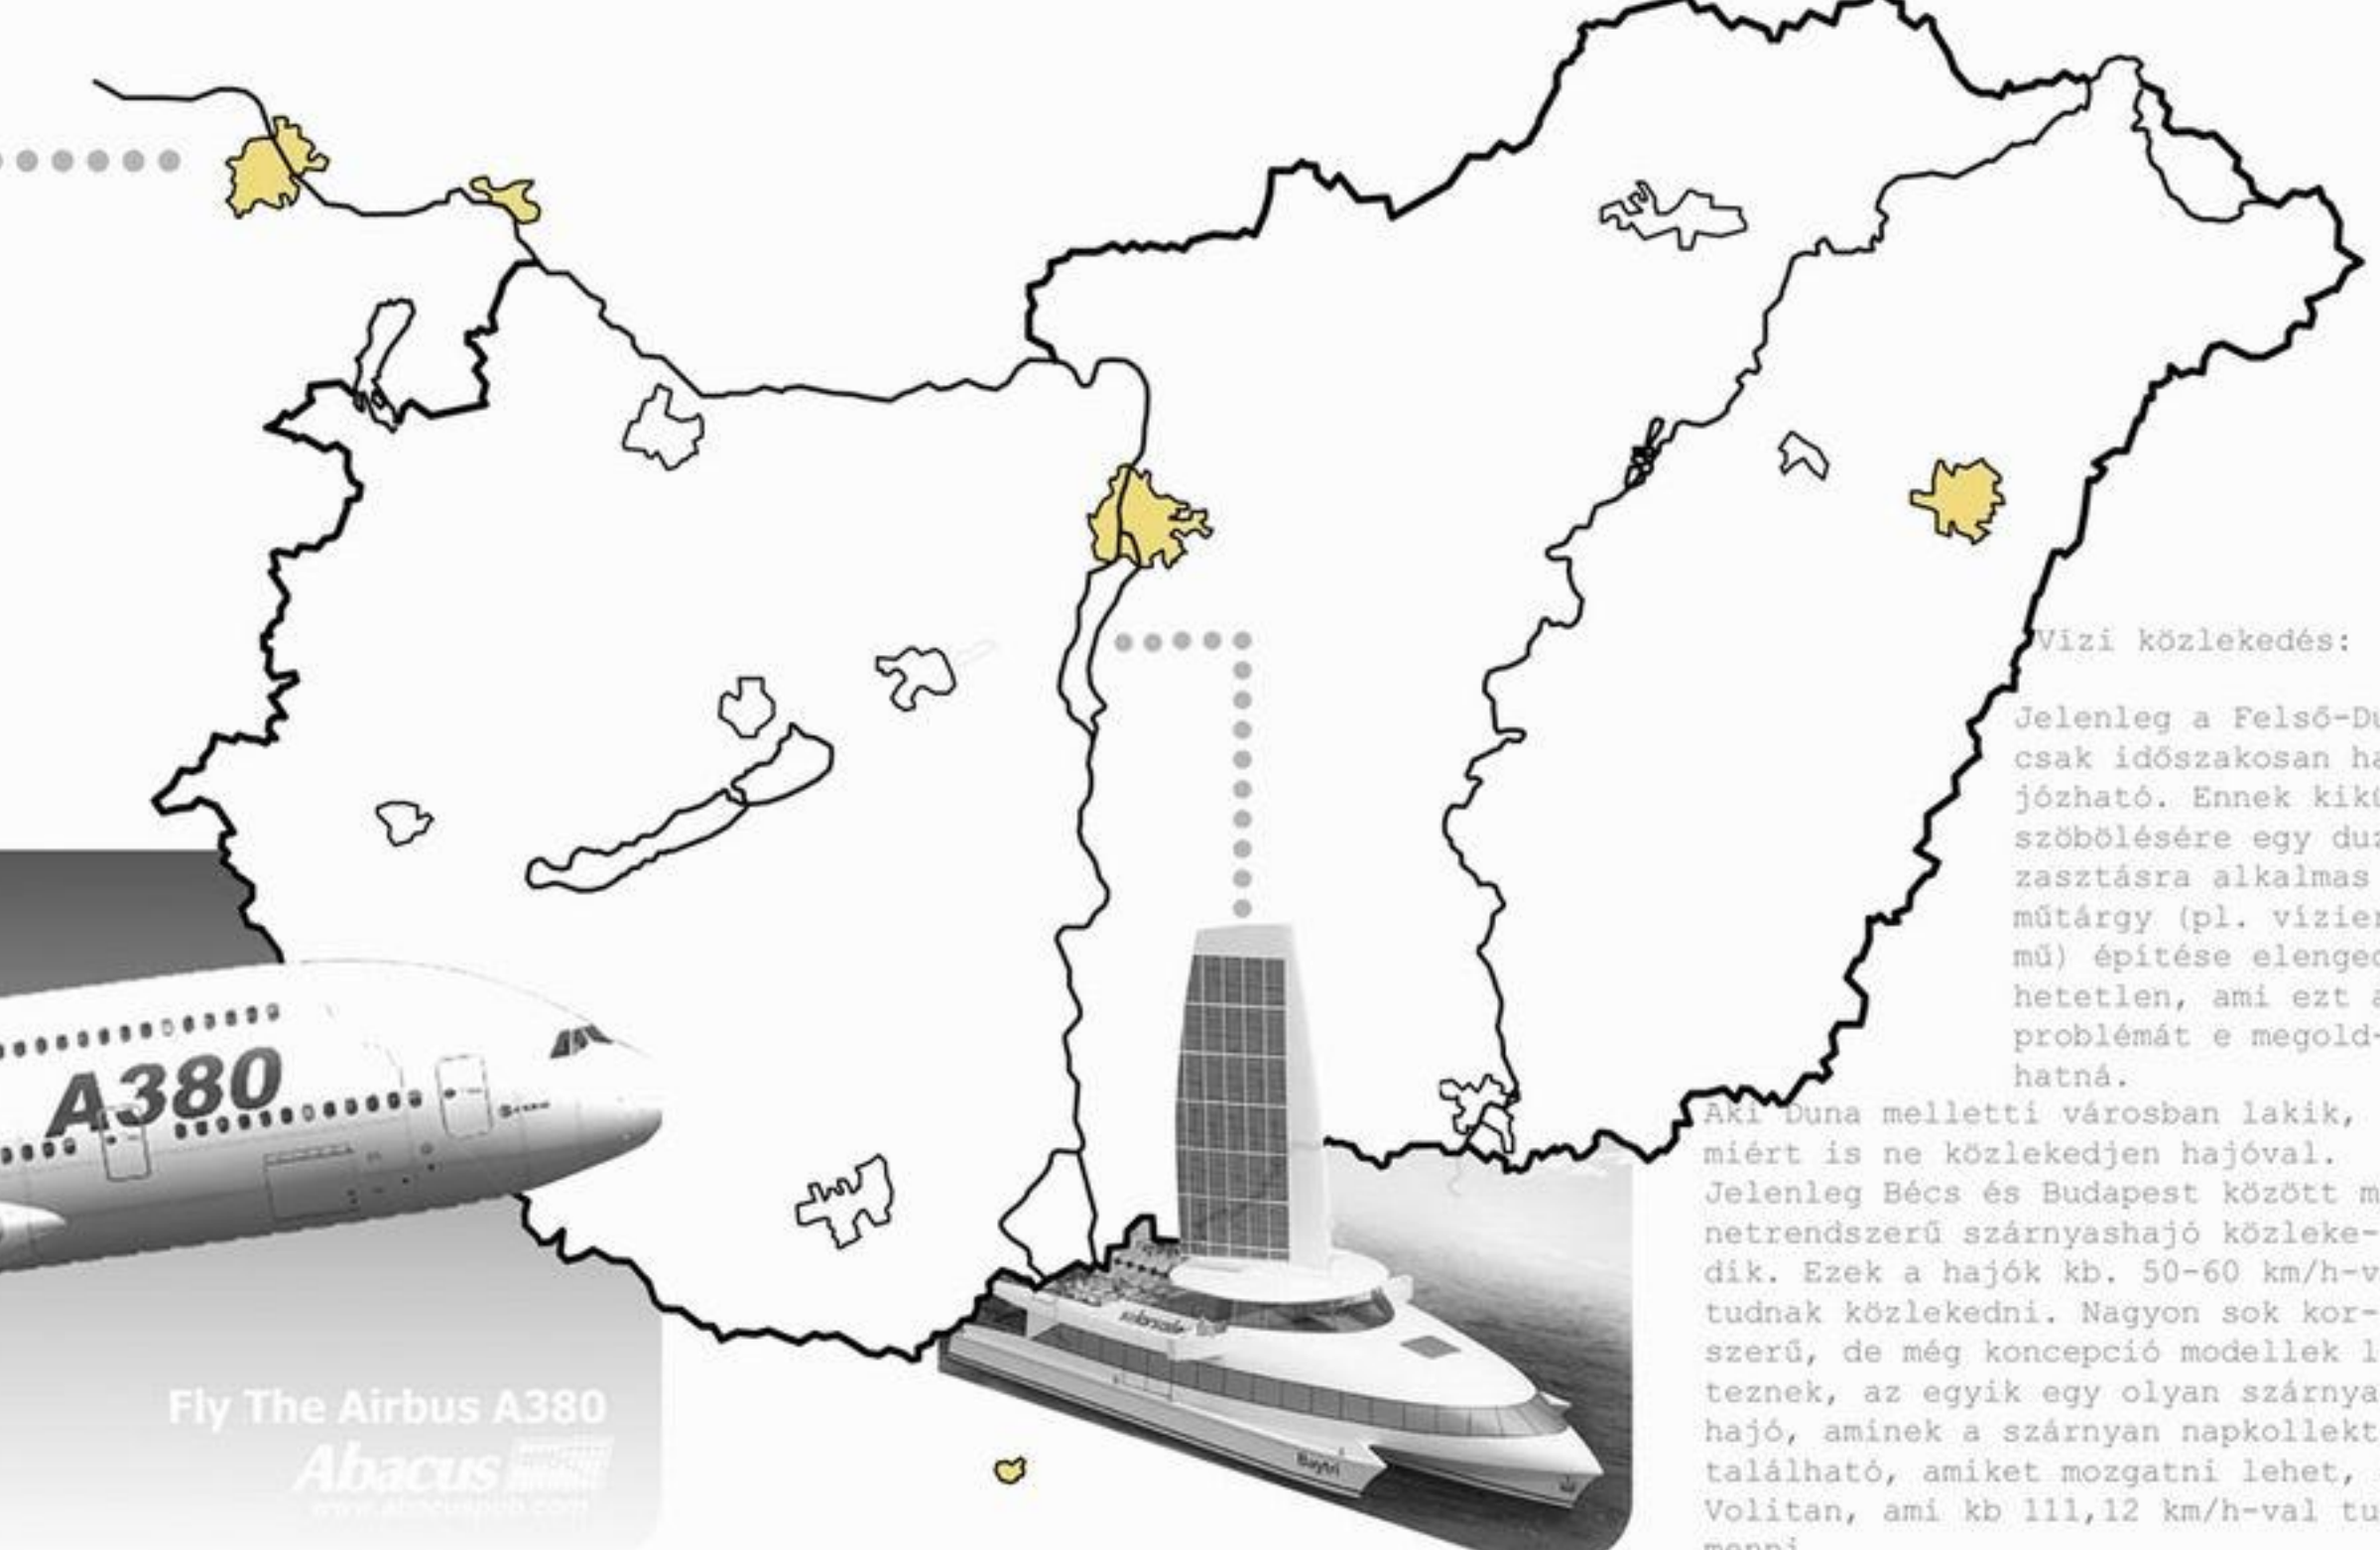 A380
Fly The Airbus A380
Abacus
solarsailor
Baytri
Vízi közlekedés:
Jelenleg a Felső-Du
csak időszakosan ha
józható. Ennek kikü
szöbölésére egy duz
zasztásra alkalmas
műtárgy (pl. vízier
mű) építése elenged
hetetlen, ami ezt a
problémát e megold-
hatná.
Aki Duna melletti városban lakik,
miért is ne közlekedjen hajóval.
Jelenleg Bécs és Budapest között m
netrendszerű szárnyashajó közleke-
dik. Ezek a hajók kb. 50-60 km/h-v
tudnak közlekedni. Nagyon sok kor-
szerű, de még koncepció modellek l
teznek, az egyik egy olyan szárnya
hajó, aminek a szárnyan napkollekt
található, amiket mozgatni lehet,
Volitan, ami kb 111,12 km/h-val tu